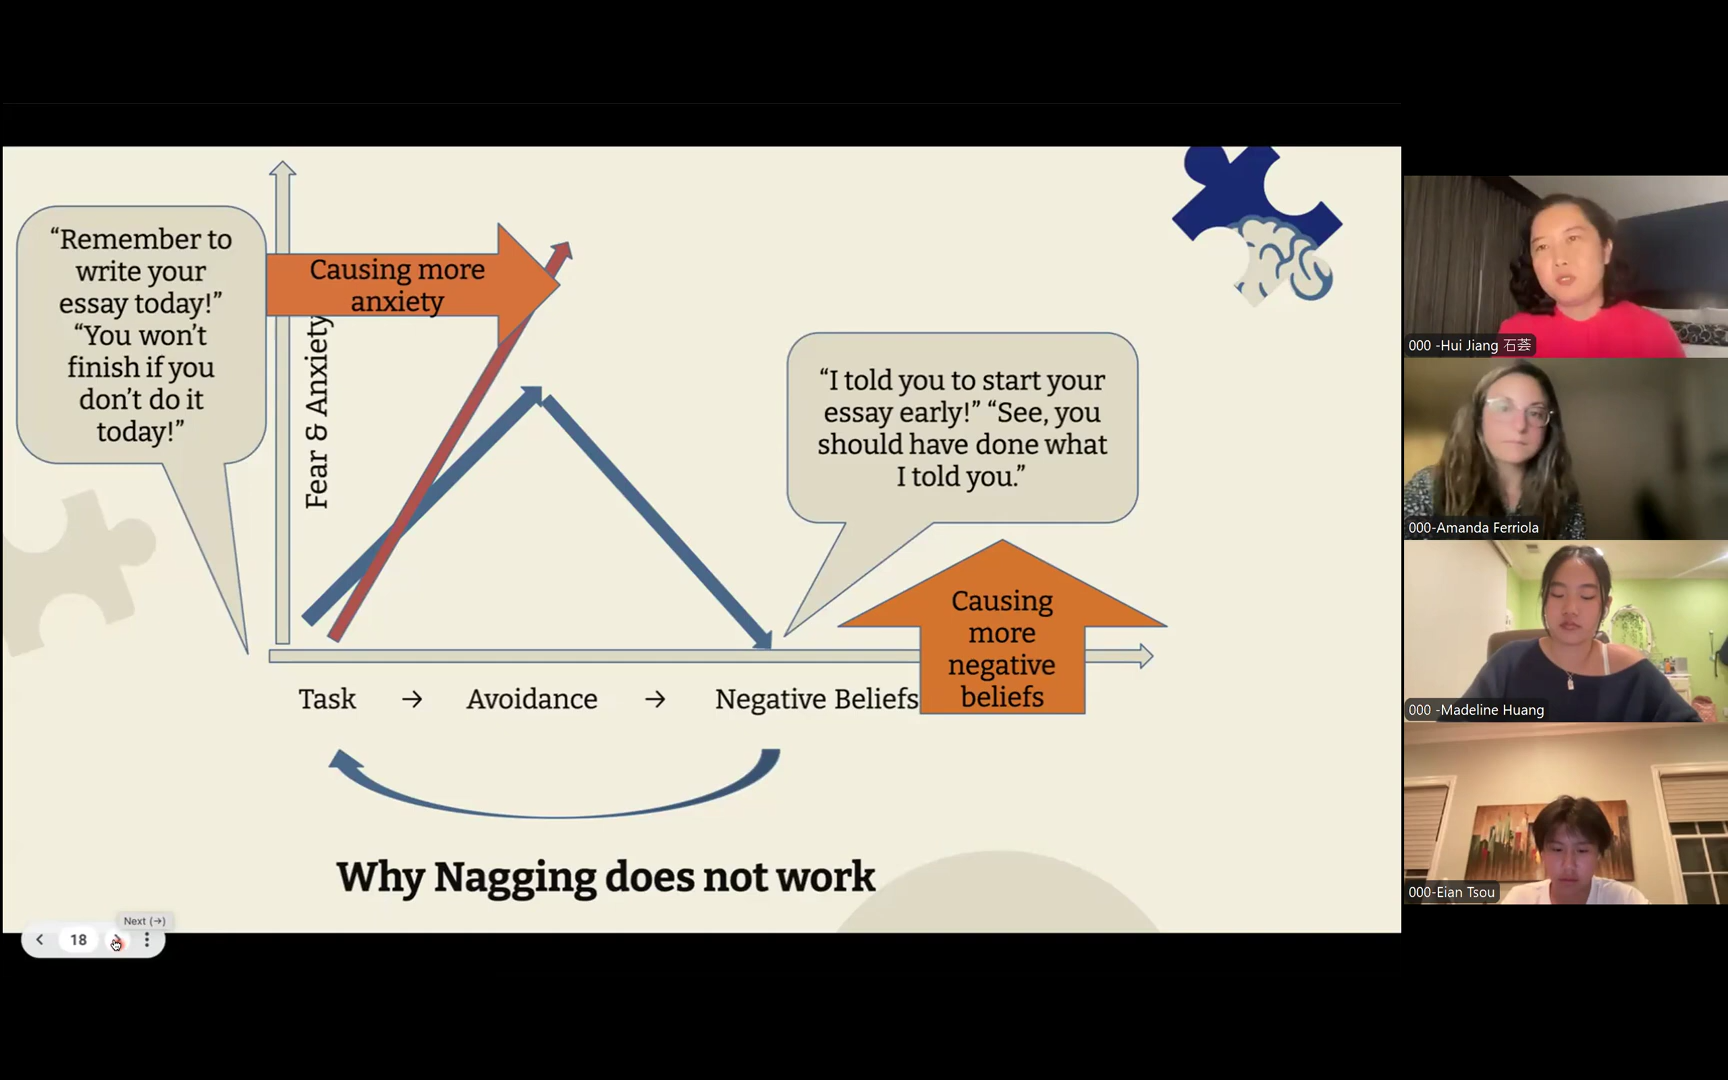 “Remember to
write your
essay today!”
“You won’t
finish if you
don’t do it
today!”
Causing more
anxiety
Fear & Anxiety
“I told you to start your
essay early!” “See, you
should have done what
I told you.”
Causing
more
negative
beliefs
Task → Avoidance → Negative Beliefs
Why Nagging does not work
Next (→)
18
000 -Hui Jiang 石荟
000-Amanda Ferriola
000 -Madeline Huang
000-Eian Tsou